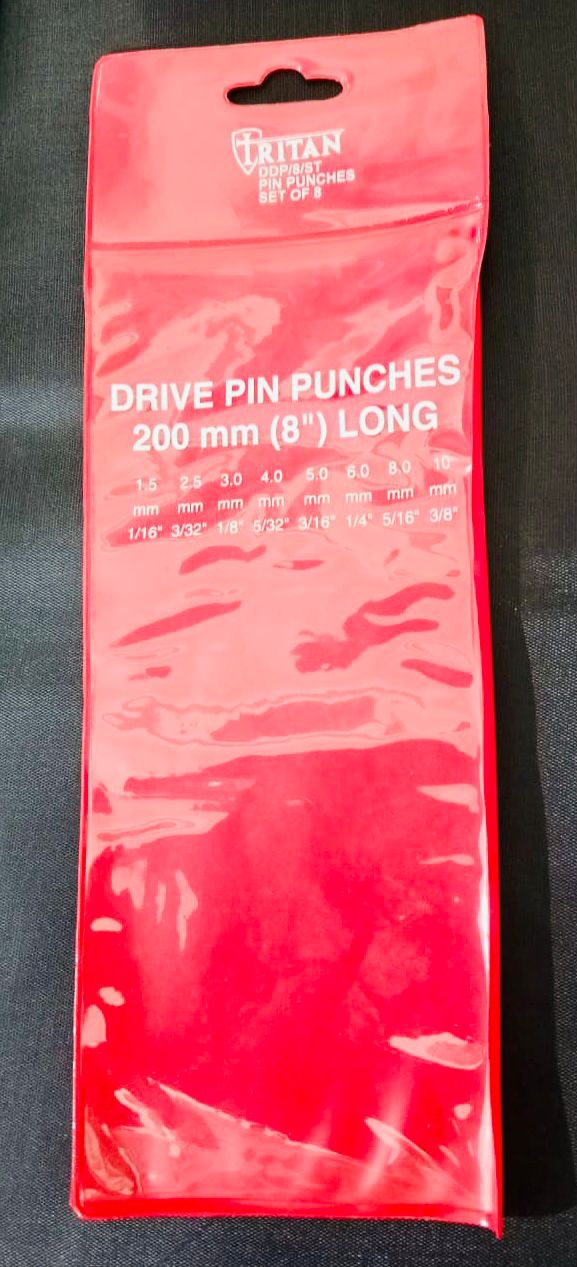 TRITAN
DDP/8/ST
PIN PUNCHES
SET OF 8
DRIVE PIN PUNCHES
200 mm (8") LONG
1.5 2.5 3.0 4.0 5.0 6.0 8.0 10
mm mm mm mm mm mm mm mm
1/16" 3/32" 1/8" 5/32" 3/16" 1/4" 5/16" 3/8"